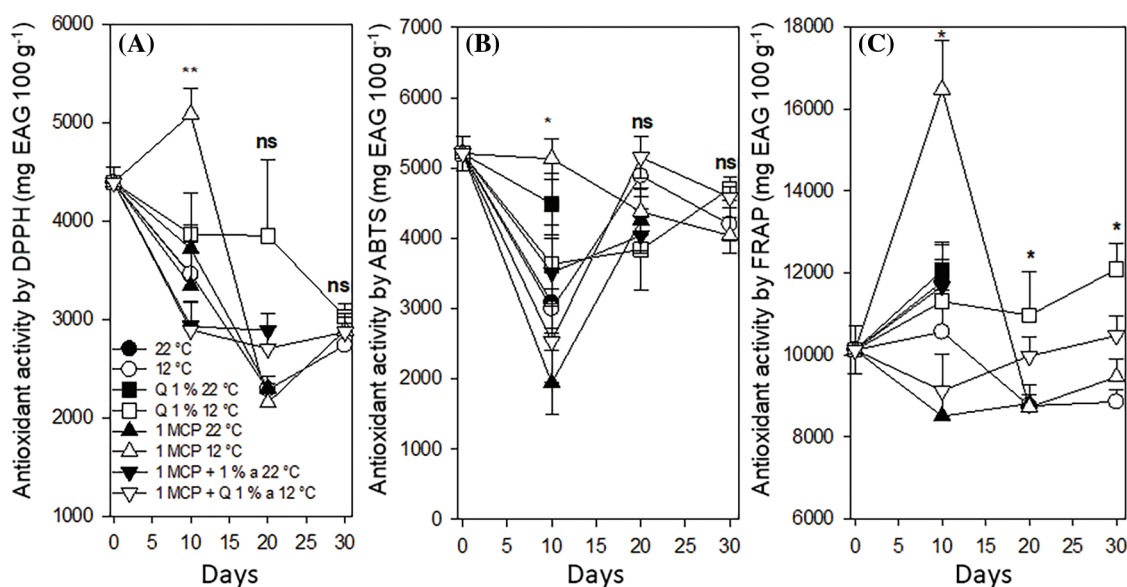 (A)
Antioxidant activity by DPPH (mg EAG 100 g-1)
6000
5000
4000
3000
2000
1000
**
ns
ns
22 °C
12 °C
Q 1 % 22 °C
Q 1 % 12 °C
1 MCP 22 °C
1 MCP 12 °C
1 MCP + 1 % a 22 °C
1 MCP + Q 1 % a 12 °C
0 5 10 15 20 25 30
Days
(B)
Antioxidant activity by ABTS (mg EAG 100 g-1)
7000
6000
5000
4000
3000
2000
1000
0
*
ns
ns
0 5 10 15 20 25 30
Days
(C)
Antioxidant activity by FRAP (mg EAG 100 g-1)
18000
16000
14000
12000
10000
8000
6000
*
*
*
0 5 10 15 20 25 30
Days